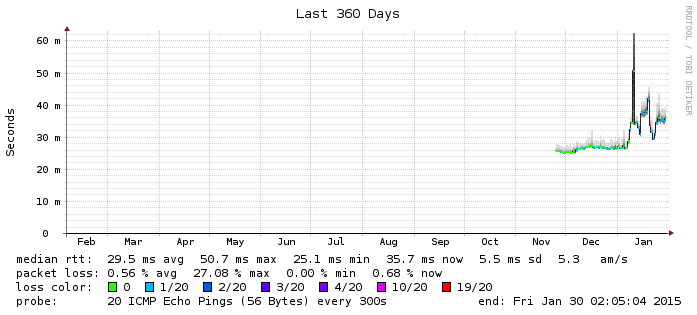 Last 360 Days
RRDTOOL / TOBI OETIKER
Seconds
60 m
50 m
40 m
30 m
20 m
10 m
0
Feb Mar Apr May Jun Jul Aug Sep Oct Nov Dec Jan
median rtt: 29.5 ms avg 50.7 ms max 25.1 ms min 35.7 ms now 5.5 ms sd 5.3 am/s
packet loss: 0.56 % avg 27.08 % max 0.00 % min 0.68 % now
loss color: 0 1/20 2/20 3/20 4/20 10/20 19/20
probe: 20 ICMP Echo Pings (56 Bytes) every 300s end: Fri Jan 30 02:05:04 2015